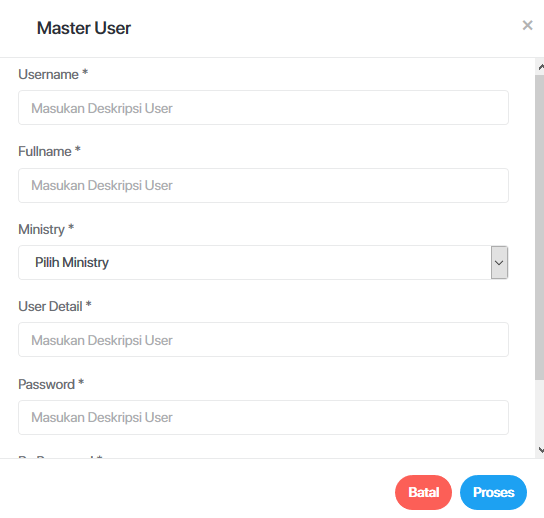 Master User
×
Username *
Masukan Deskripsi User
Fullname *
Masukan Deskripsi User
Ministry *
Pilih Ministry
User Detail *
Masukan Deskripsi User
Password *
Masukan Deskripsi User
Batal Proses